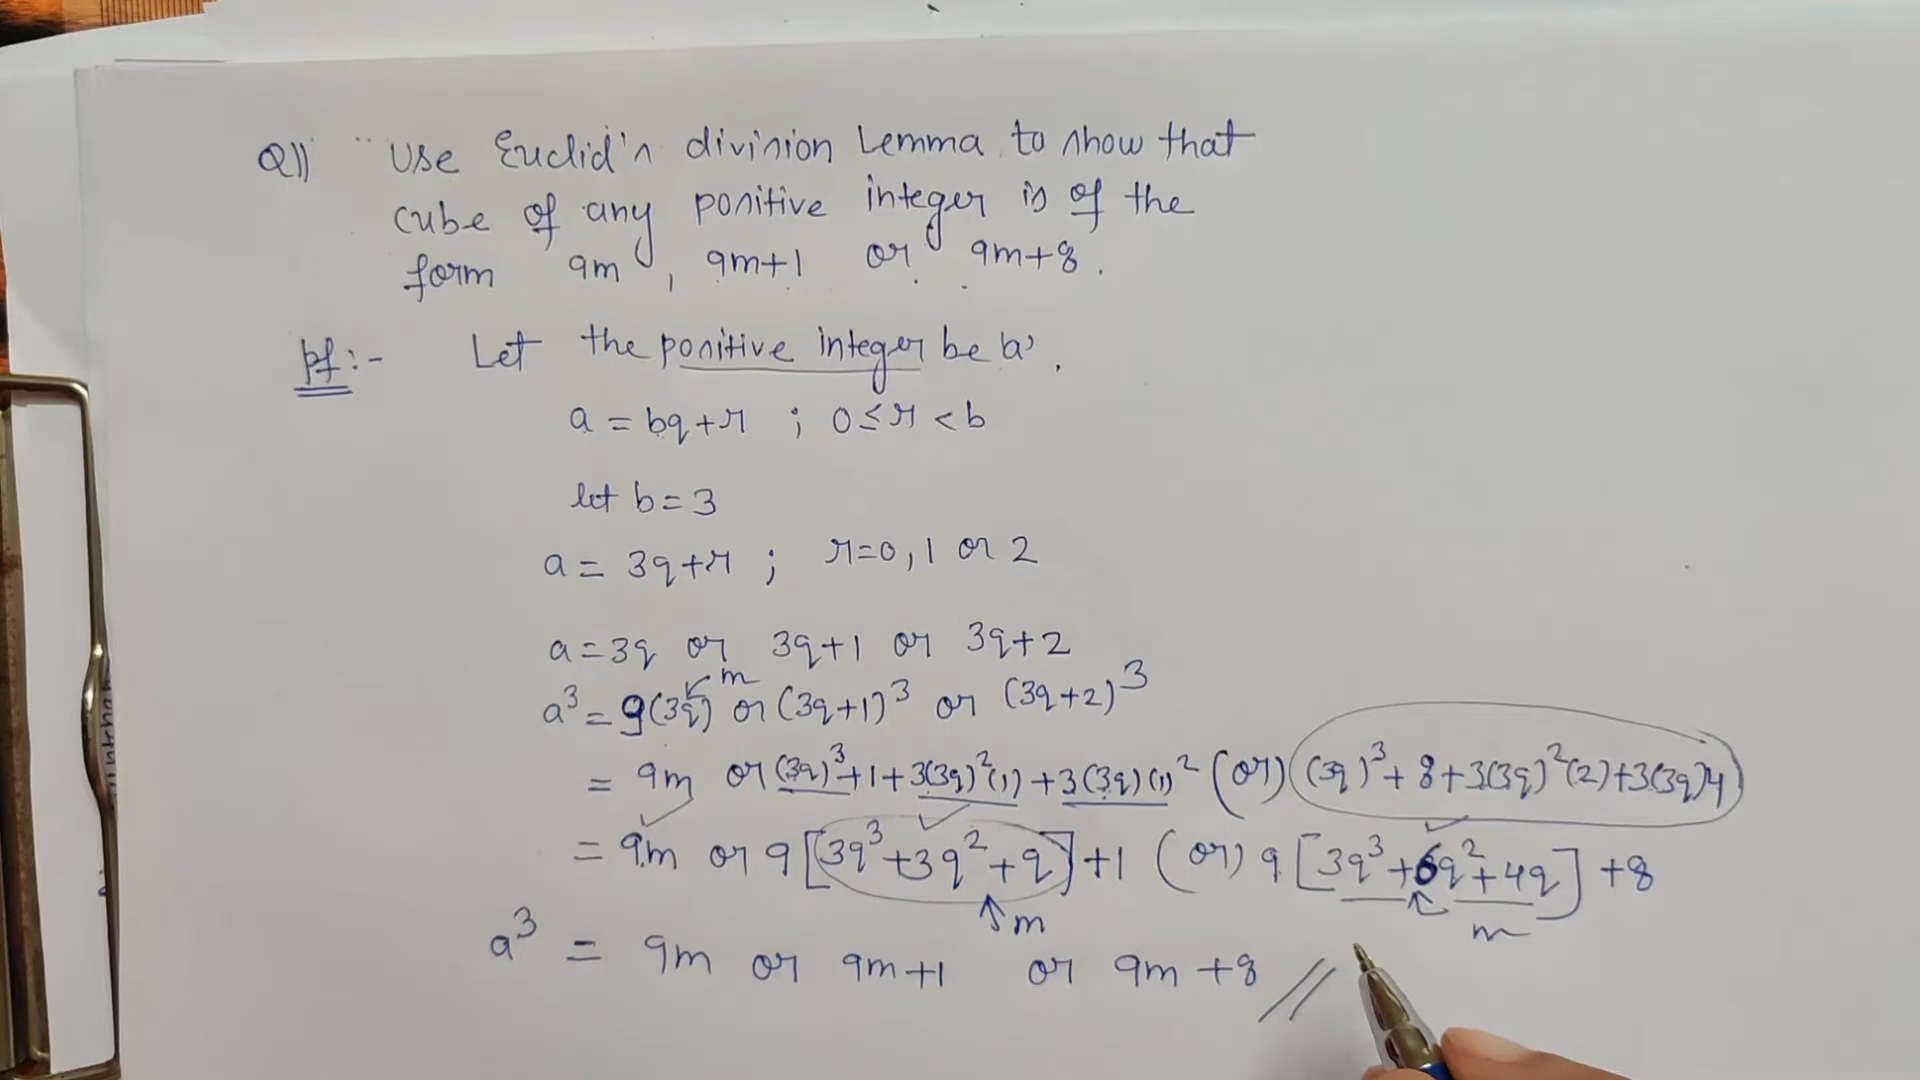 Q1) Use Euclid's division Lemma to show that
cube of any positive integer is of the
form 9m, 9m+1 or 9m+8.
Pf:- Let the positive integer be 'a'.
a = bq+r ; 0≤r<b
let b=3
a = 3q+r ; r=0,1 or 2
a=3q or 3q+1 or 3q+2
m
a³ = 9(3q) or (3q+1)³ or (3q+2)³
= 9m or (3q)³+1+3(3q)²(1)+3(3q)(1)² (or) (3q)³+8+3(3q)²(2)+3(3q)4
= 9m or 9[3q³+3q²+q]+1 (or) 9[3q³+6q²+4q]+8
m m
a³ = 9m or 9m+1 or 9m+8 //